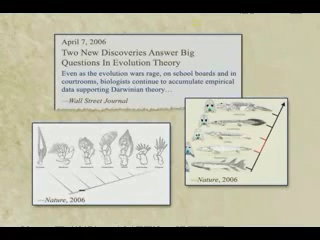 April 7, 2006
Two New Discoveries Answer Big
Questions In Evolution Theory
Even as the evolution wars rage, on school boards and in
courtrooms, biologists continue to accumulate empirical
data supporting Darwinian theory…
—Wall Street Journal
—Nature, 2006
—Nature, 2006